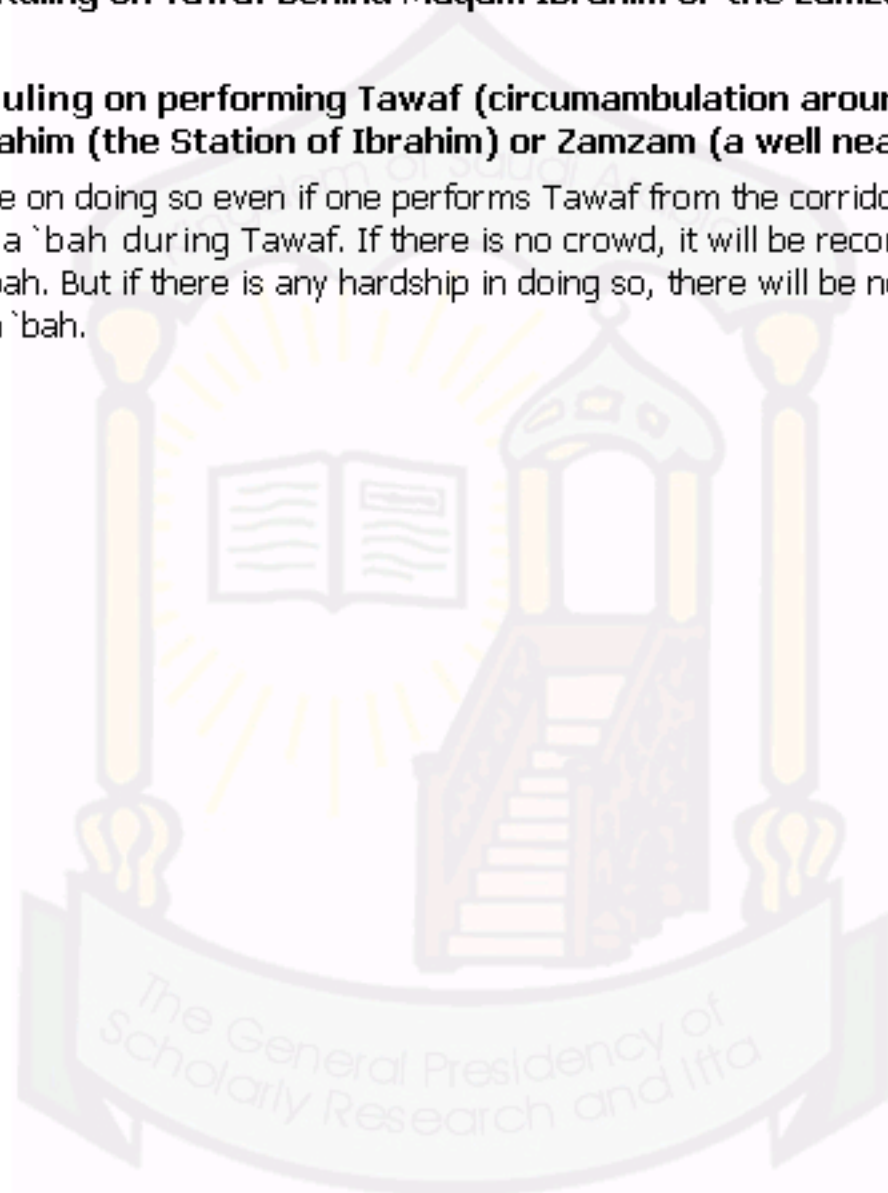 uling on performing Tawaf (circumambulation arour
ahim (the Station of Ibrahim) or Zamzam (a well nea
e on doing so even if one performs Tawaf from the corrido
a `bah during Tawaf. If there is no crowd, it will be recor
bah. But if there is any hardship in doing so, there will be n
`bah.
Kingdom of Saudi Arabia
The General Presidency of
Scholarly Research and Ifta